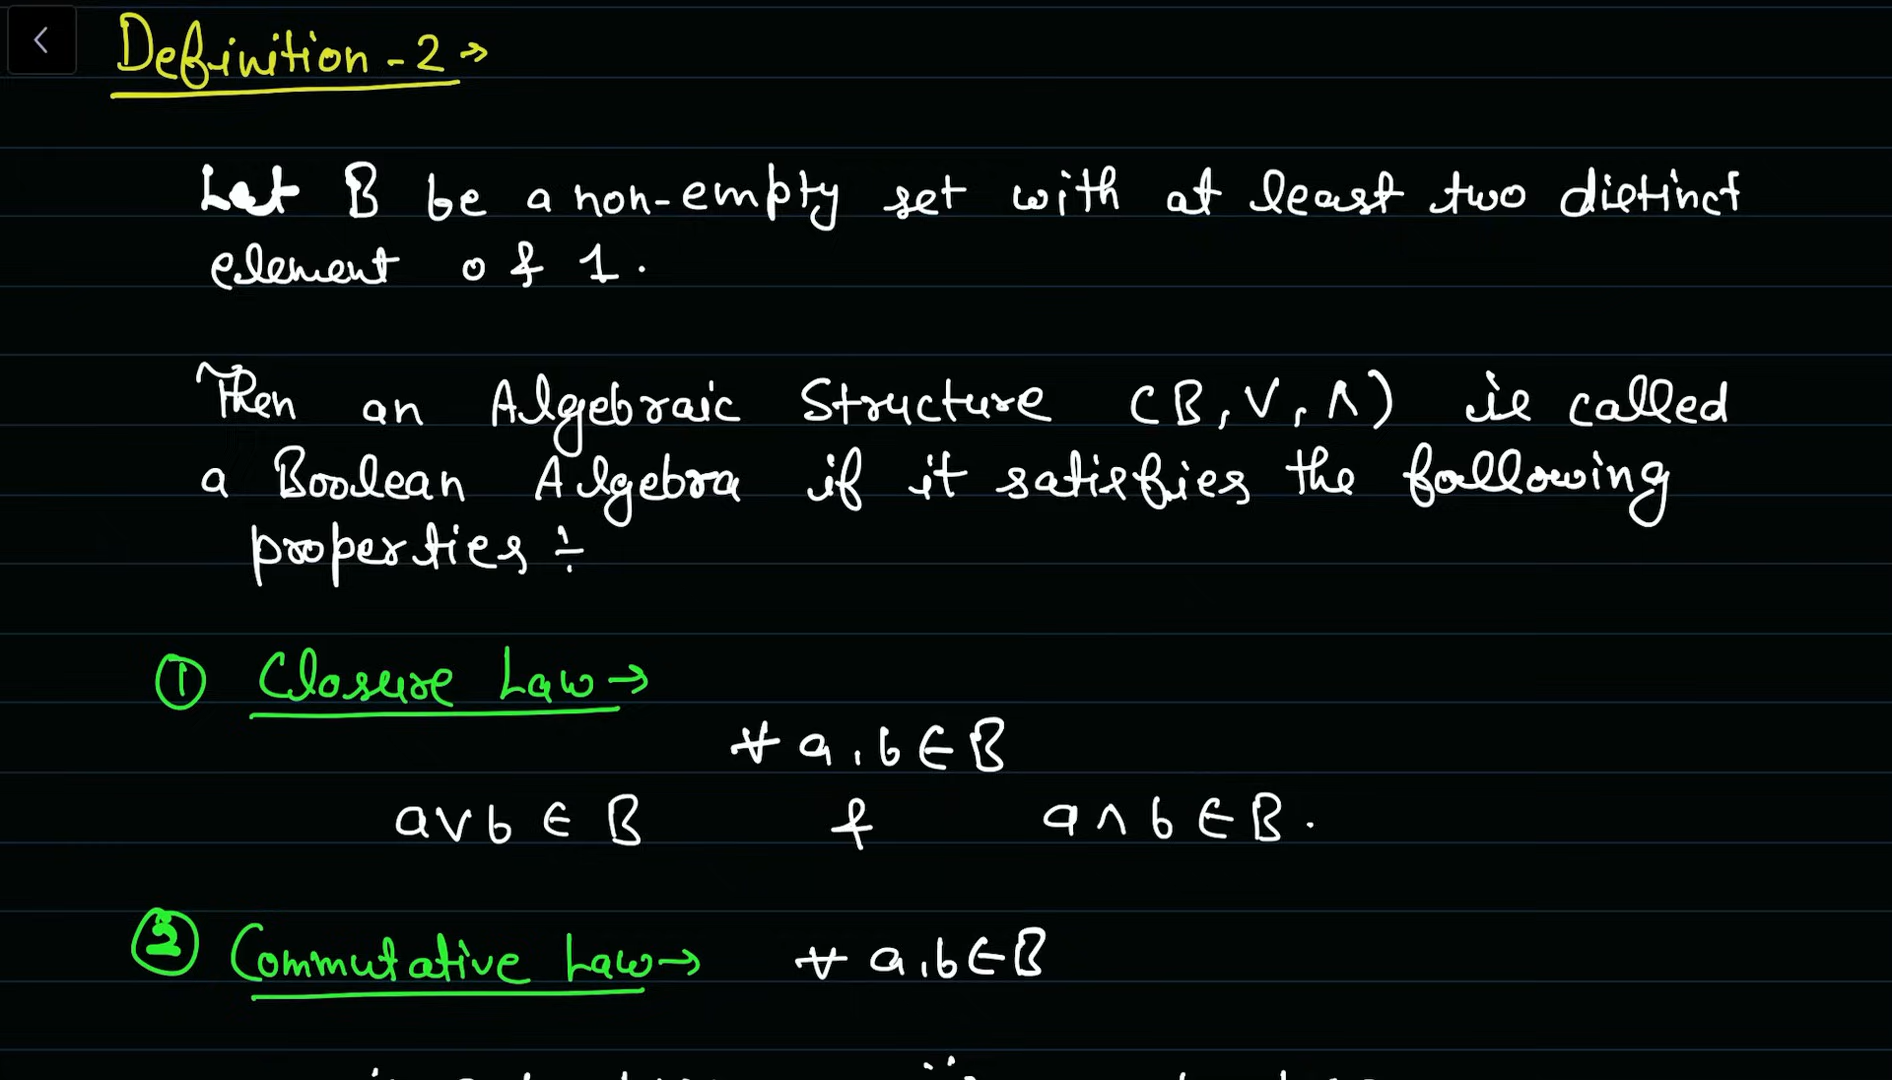 Definition - 2 →
Let B be a non-empty set with at least two distinct
element 0 & 1.
Then an Algebraic Structure (B, ∨, ∧) is called
a Boolean Algebra if it satisfies the following
properties ÷
① Closure Law →
∀ a, b ∈ B
a ∨ b ∈ B & a ∧ b ∈ B.
② Commutative Law → ∀ a, b ∈ B